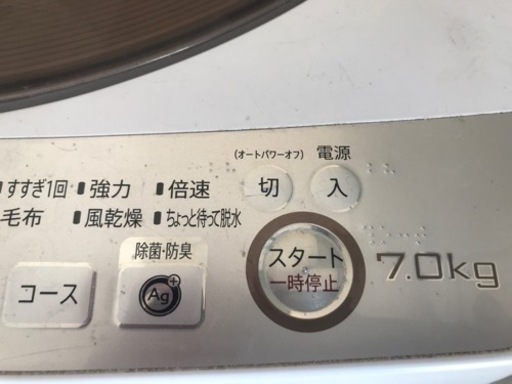 (オートパワーオフ) 電源
切 入
すすぎ1回 強力 倍速
毛布 風乾燥 ちょっと待って脱水
除菌・防臭
コース Ag+
スタート
一時停止
7.0kg